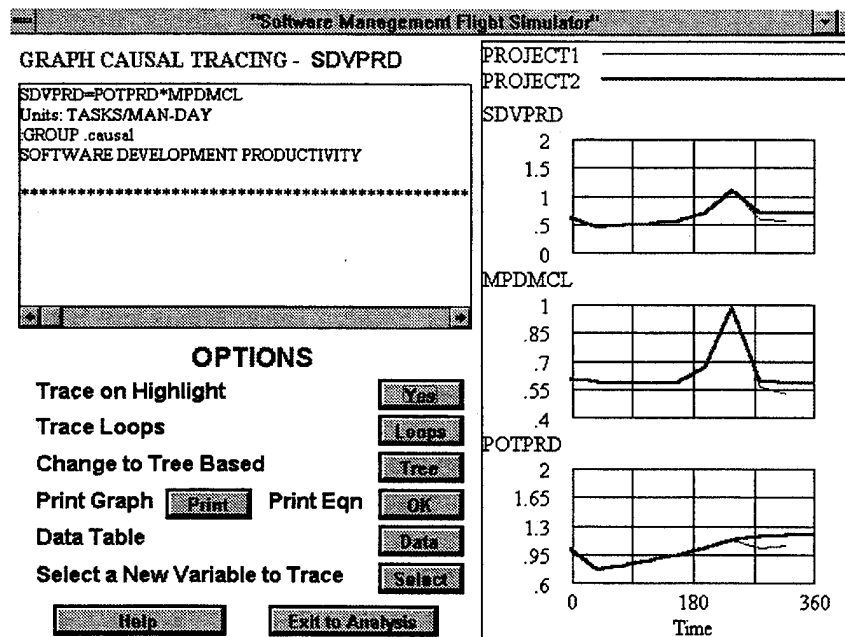 "Software Management Flight Simulator"
GRAPH CAUSAL TRACING - SDVPRD
SDVPRD=POTPRD*MPDMCL
Units: TASKS/MAN-DAY
:GROUP .causal
SOFTWARE DEVELOPMENT PRODUCTIVITY
************************************************
OPTIONS
Trace on Highlight Yes
Trace Loops Loops
Change to Tree Based Tree
Print Graph Print Print Eqn OK
Data Table Data
Select a New Variable to Trace Select
Help Exit to Analysis
PROJECT1
PROJECT2
SDVPRD
2
1.5
1
.5
0
MPDMCL
1
.85
.7
.55
.4
POTPRD
2
1.65
1.3
.95
.6
0 180 360
Time